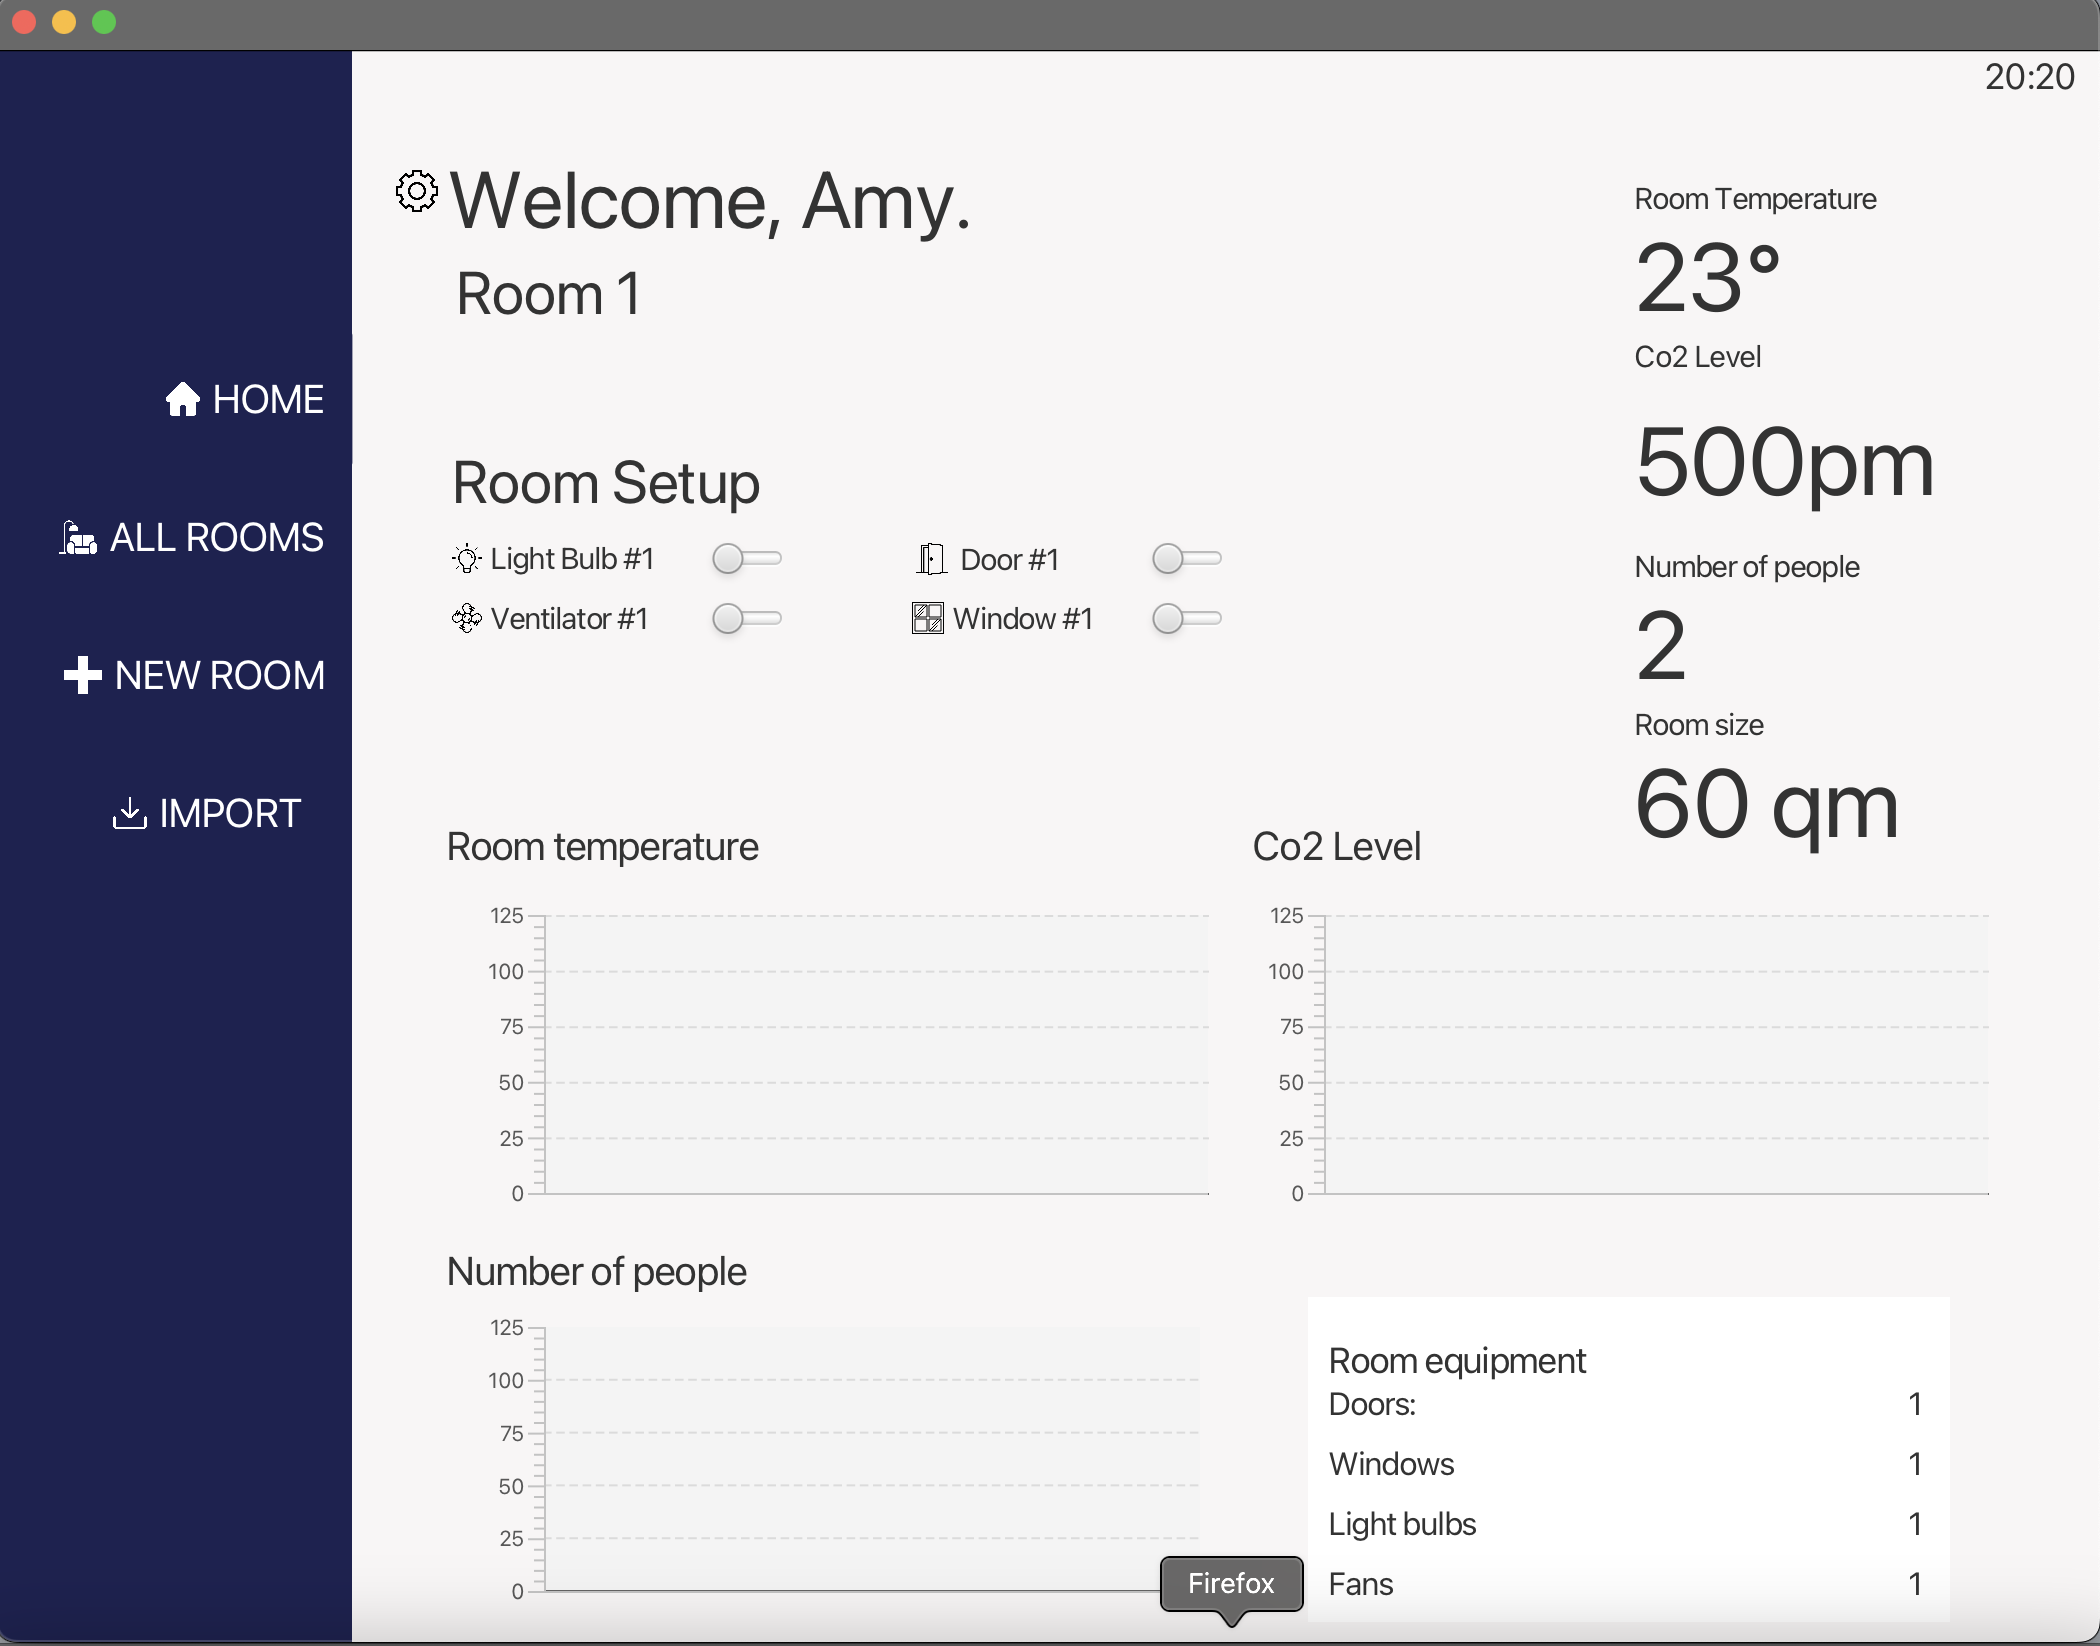 20:20
HOME
ALL ROOMS
NEW ROOM
IMPORT
Welcome, Amy.
Room 1
Room Setup
Light Bulb #1
Door #1
Ventilator #1
Window #1
Room Temperature
23°
Co2 Level
500pm
Number of people
2
Room size
60 qm
Room temperature
125
100
75
50
25
0
Co2 Level
125
100
75
50
25
0
Number of people
125
100
75
50
25
0
Room equipment
Doors: 1
Windows 1
Light bulbs 1
Fans 1
Firefox